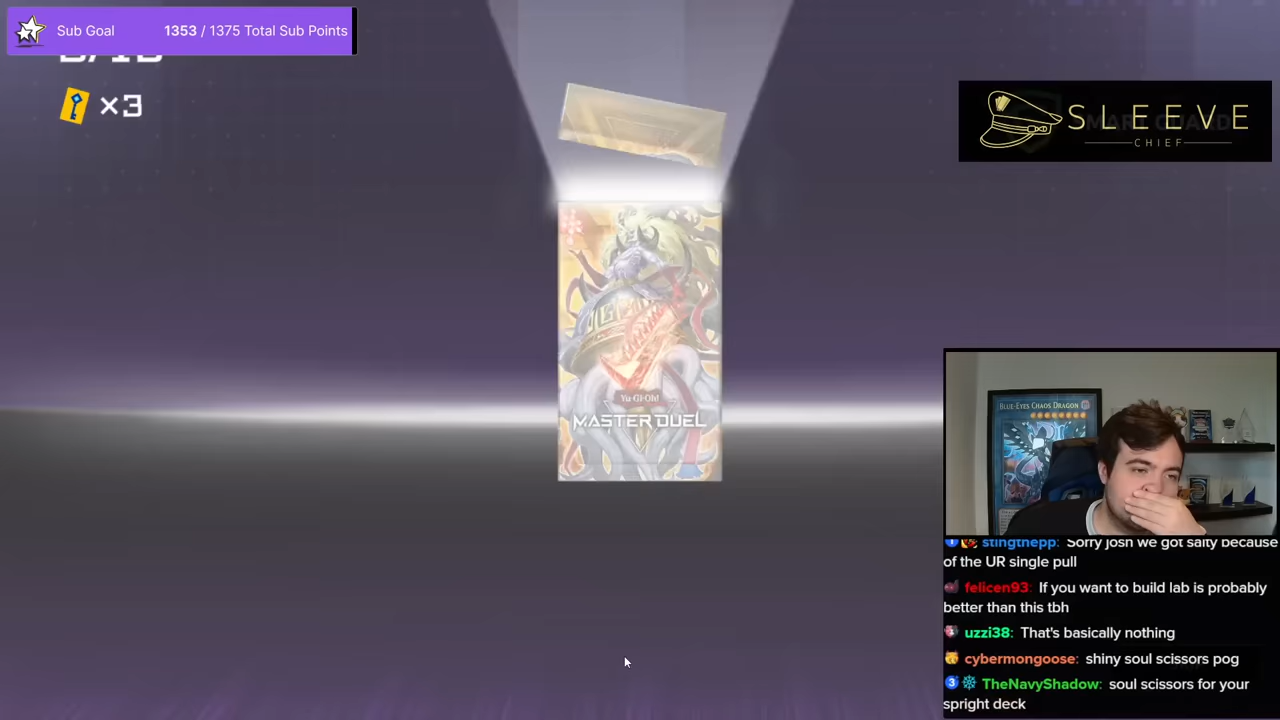 Sub Goal 1353 / 1375 Total Sub Points
×3
SLEEVE
CHIEF
Yu-Gi-Oh!
MASTER DUEL
BLUE-EYES CHAOS DRAGON
stingthepp: Sorry josh we got salty because
of the UR single pull
felicen93: If you want to build lab is probably
better than this tbh
uzzi38: That's basically nothing
cybermongoose: shiny soul scissors pog
3 TheNavyShadow: soul scissors for your
spright deck